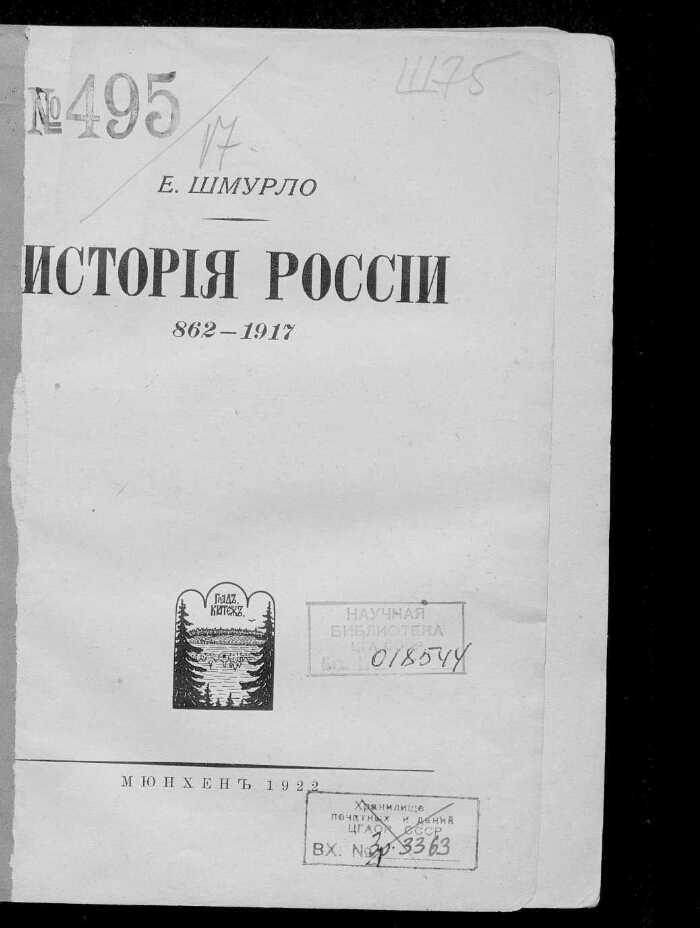 №495
Ш75
17.
Е. ШМУРЛО
ИСТОРІЯ РОССІИ
862—1917
ГРАДЪ
КИТЕЖЪ
НАУЧНАЯ
БИБЛИОТЕКА
018544
МЮНХЕНЪ 1922
Хранилище
печатных изданий
ЦГАОР СССР
ВХ. № 3363